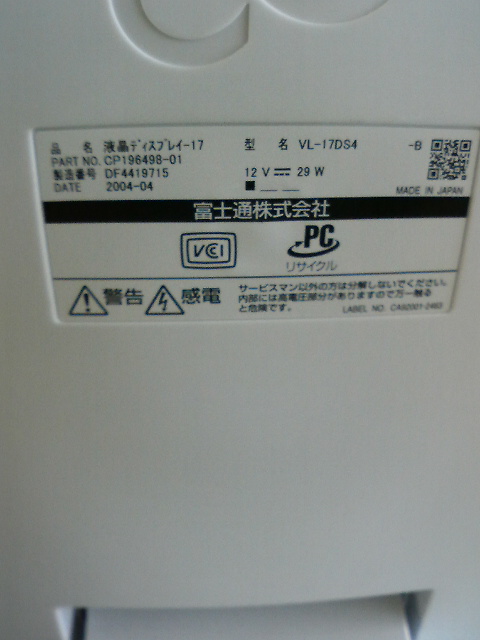 品 名 液晶ディスプレイ-17 型 名 VL-17DS4 -B
PART NO. CP196498-01
製造番号 DF4419715 12 V 29 W
DATE 2004-04
MADE IN JAPAN
富士通株式会社
VCCI
PC
リサイクル
警告 感電
サービスマン以外の方は分解しないでください。
内部には高電圧部分がありますので万一触る
と危険です。
LABEL NO. CA92001-2463